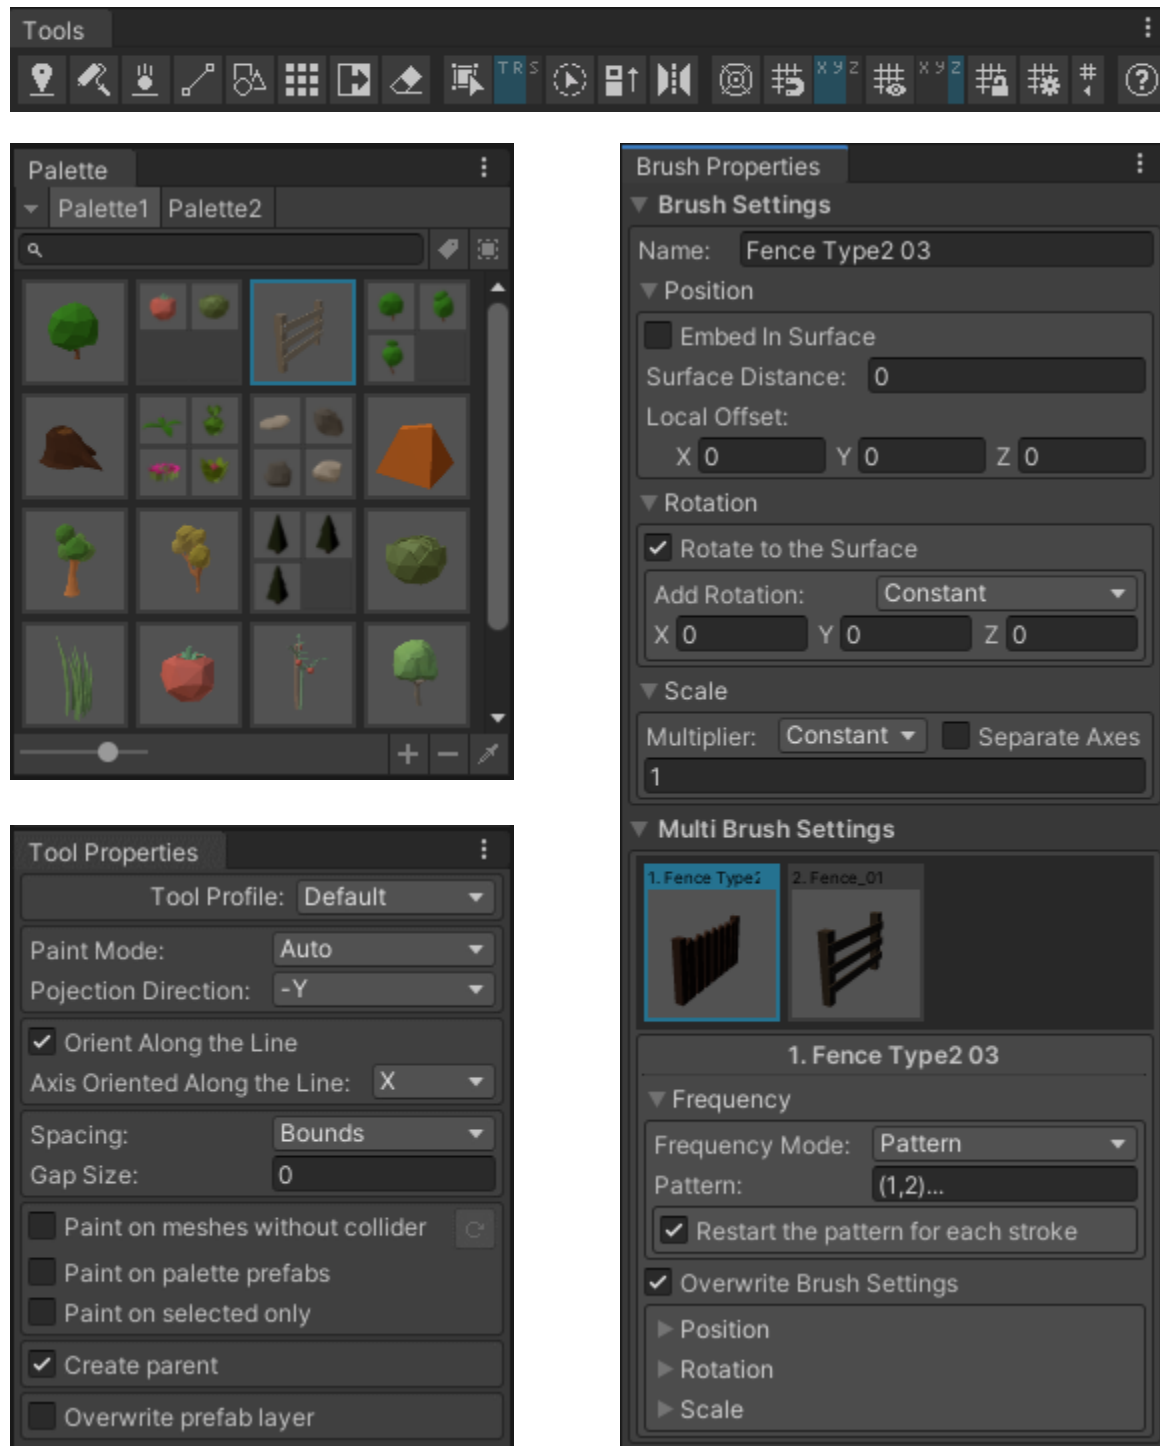 Tools
T R S
X Y Z
X Y Z
Palette
Palette1 Palette2
Tool Properties
Tool Profile: Default
Paint Mode: Auto
Pojection Direction: -Y
Orient Along the Line
Axis Oriented Along the Line: X
Spacing: Bounds
Gap Size: 0
Paint on meshes without collider
Paint on palette prefabs
Paint on selected only
Create parent
Overwrite prefab layer
Brush Properties
Brush Settings
Name: Fence Type2 03
Position
Embed In Surface
Surface Distance: 0
Local Offset:
X 0 Y 0 Z 0
Rotation
Rotate to the Surface
Add Rotation: Constant
X 0 Y 0 Z 0
Scale
Multiplier: Constant Separate Axes
1
Multi Brush Settings
1. Fence Type2 2. Fence_01
1. Fence Type2 03
Frequency
Frequency Mode: Pattern
Pattern: (1,2)...
Restart the pattern for each stroke
Overwrite Brush Settings
Position
Rotation
Scale